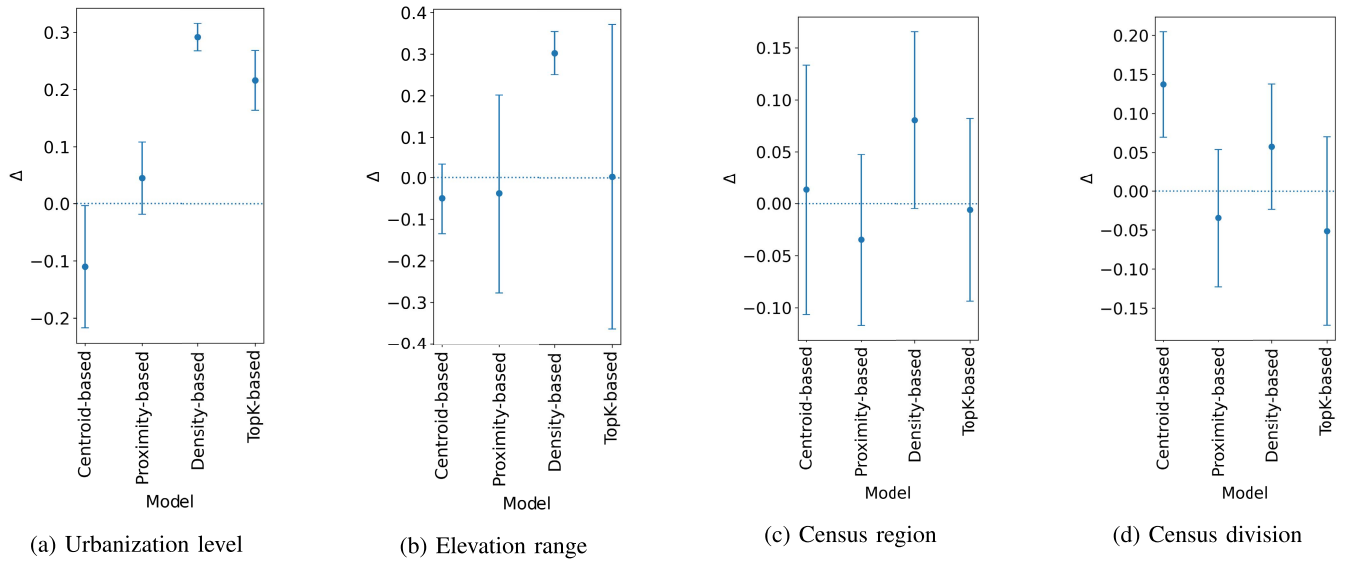 0.3
0.2
0.1
0.0
−0.1
−0.2
Δ
Centroid-based
Proximity-based
Density-based
TopK-based
Model
(a) Urbanization level
0.4
0.3
0.2
0.1
0.0
−0.1
−0.2
−0.3
−0.4
Δ
Centroid-based
Proximity-based
Density-based
TopK-based
Model
(b) Elevation range
0.15
0.10
0.05
0.00
−0.05
−0.10
Δ
Centroid-based
Proximity-based
Density-based
TopK-based
Model
(c) Census region
0.20
0.15
0.10
0.05
0.00
−0.05
−0.10
−0.15
Δ
Centroid-based
Proximity-based
Density-based
TopK-based
Model
(d) Census division